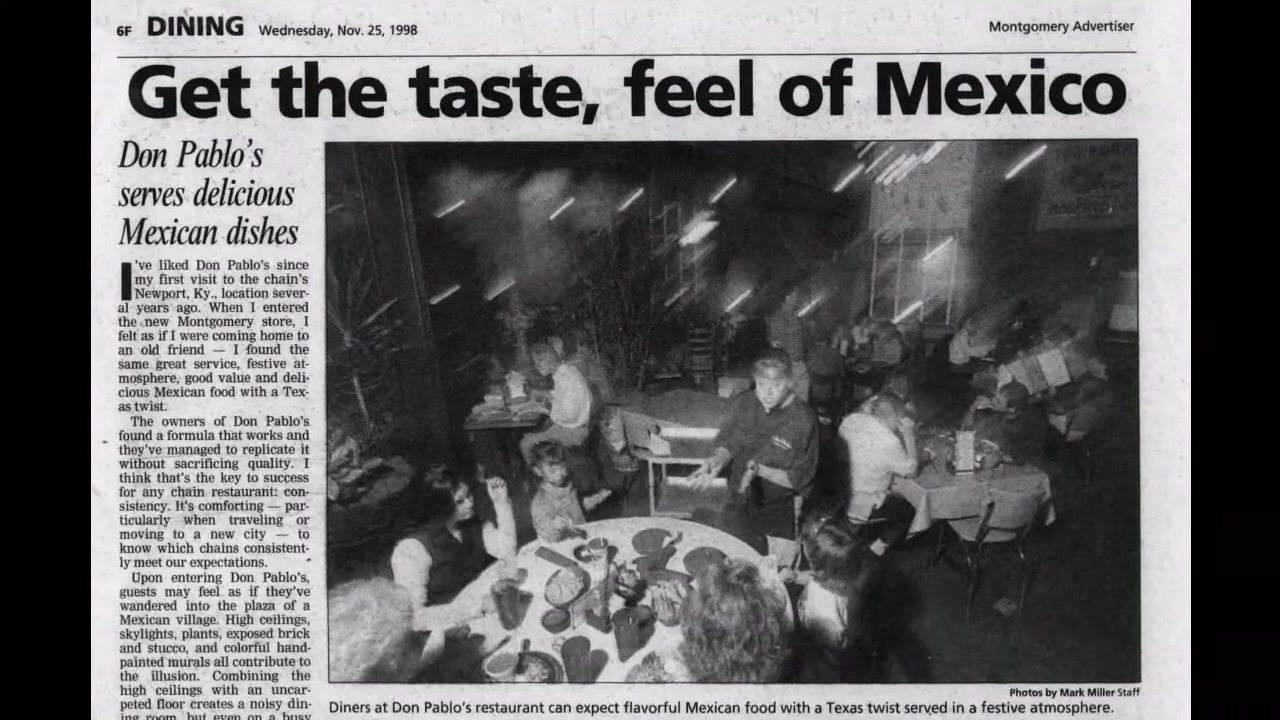 6F DINING Wednesday, Nov. 25, 1998
Montgomery Advertiser
Get the taste, feel of Mexico
Don Pablo's
serves delicious
Mexican dishes
I've liked Don Pablo's since
my first visit to the chain's
Newport, Ky., location sever-
al years ago. When I entered
the new Montgomery store, I
felt as if I were coming home to
an old friend — I found the
same great service, festive at-
mosphere, good value and deli-
cious Mexican food with a Tex-
as twist.
The owners of Don Pablo's
found a formula that works and
they've managed to replicate it
without sacrificing quality. I
think that's the key to success
for any chain restaurant: con-
sistency. It's comforting — par-
ticularly when traveling or
moving to a new city — to
know which chains consistent-
ly meet our expectations.
Upon entering Don Pablo's,
guests may feel as if they've
wandered into the plaza of a
Mexican village. High ceilings,
skylights, plants, exposed brick
and stucco, and colorful hand-
painted murals all contribute to
the illusion. Combining the
high ceilings with an uncar-
peted floor creates a noisy din-
ing room, but even on a busy
Photos by Mark Miller Staff
Diners at Don Pablo's restaurant can expect flavorful Mexican food with a Texas twist served in a festive atmosphere.